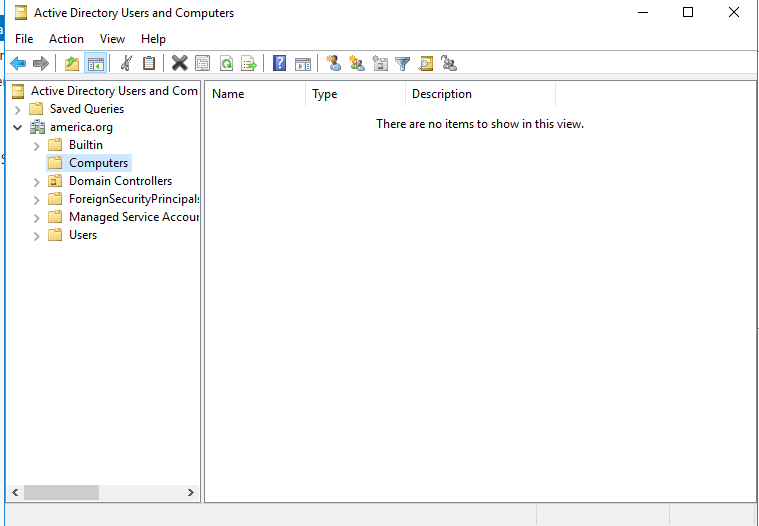 Active Directory Users and Computers
File Action View Help
Active Directory Users and Com
Saved Queries
america.org
Builtin
Computers
Domain Controllers
ForeignSecurityPrincipals
Managed Service Accour
Users
Name Type Description
There are no items to show in this view.